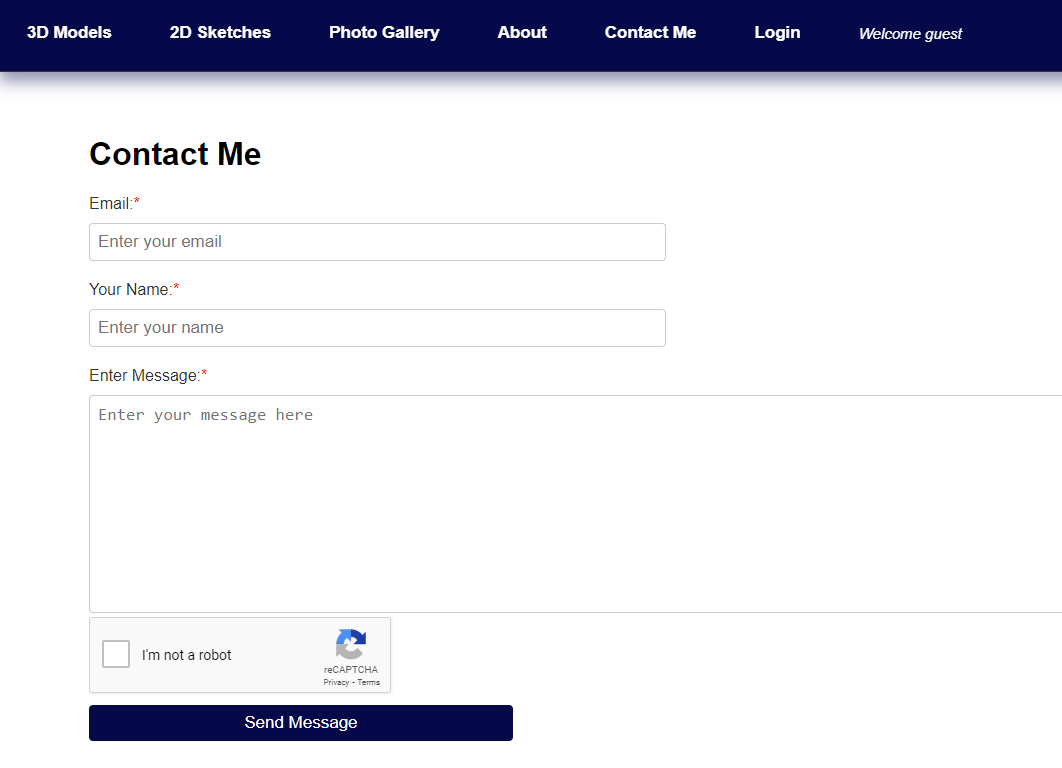 3D Models 2D Sketches Photo Gallery About Contact Me Login Welcome guest
Contact Me
Email:*
Enter your email
Your Name:*
Enter your name
Enter Message:*
Enter your message here
I'm not a robot
reCAPTCHA
Privacy - Terms
Send Message